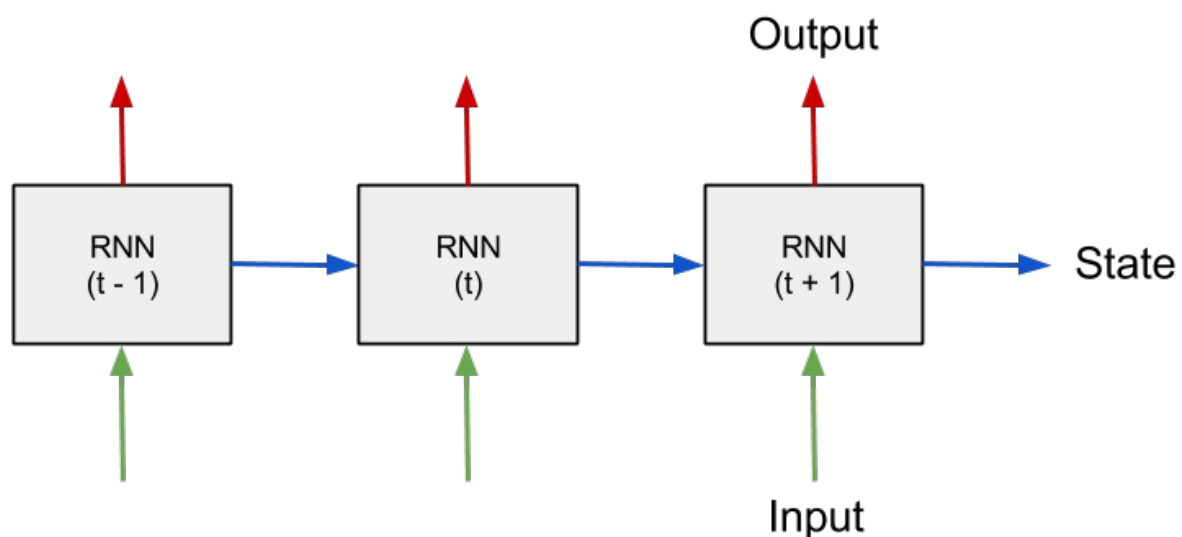 Output
RNN
(t - 1)
RNN
(t)
RNN
(t + 1)
State
Input